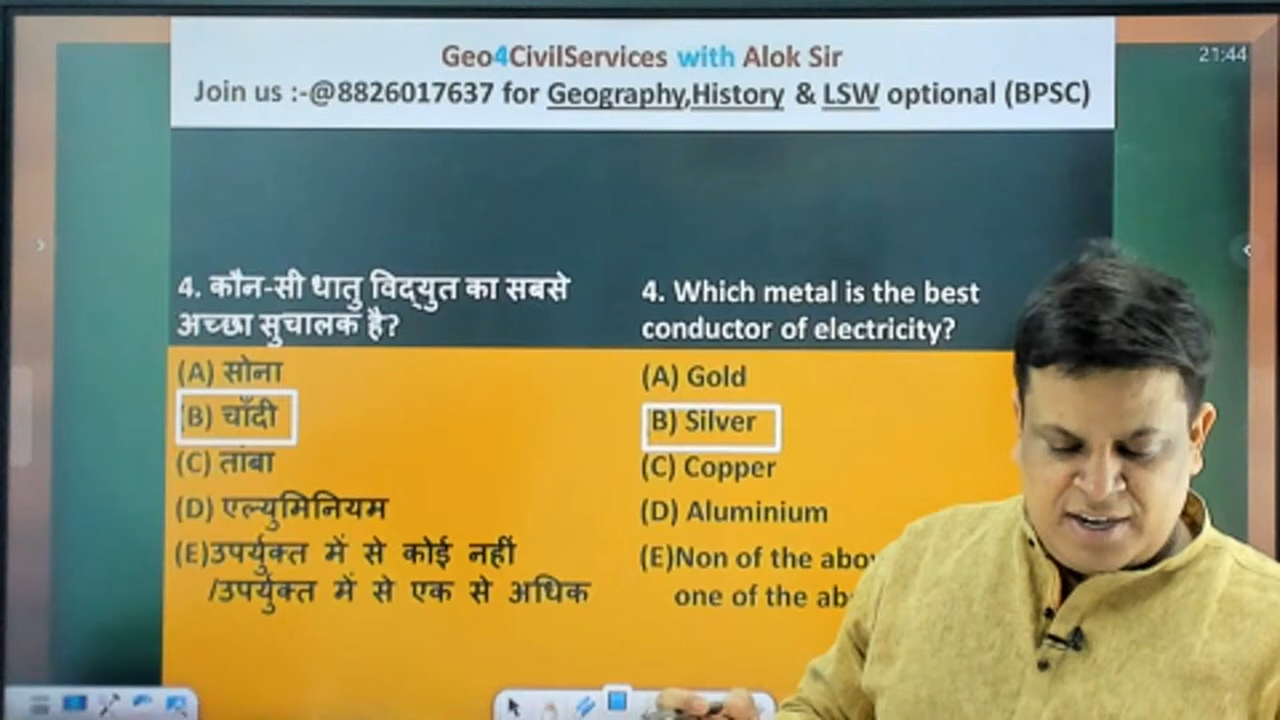 Geo4CivilServices with Alok Sir
Join us :-@8826017637 for Geography,History & LSW optional (BPSC)
21:44
4. कौन-सी धातु विद्युत का सबसे
अच्छा सुचालक है?
(A) सोना
B) चाँदी
(C) तांबा
(D) एल्युमिनियम
(E)उपर्युक्त में से कोई नहीं
/उपर्युक्त में से एक से अधिक
4. Which metal is the best
conductor of electricity?
(A) Gold
B) Silver
(C) Copper
(D) Aluminium
(E)Non of the
one of the